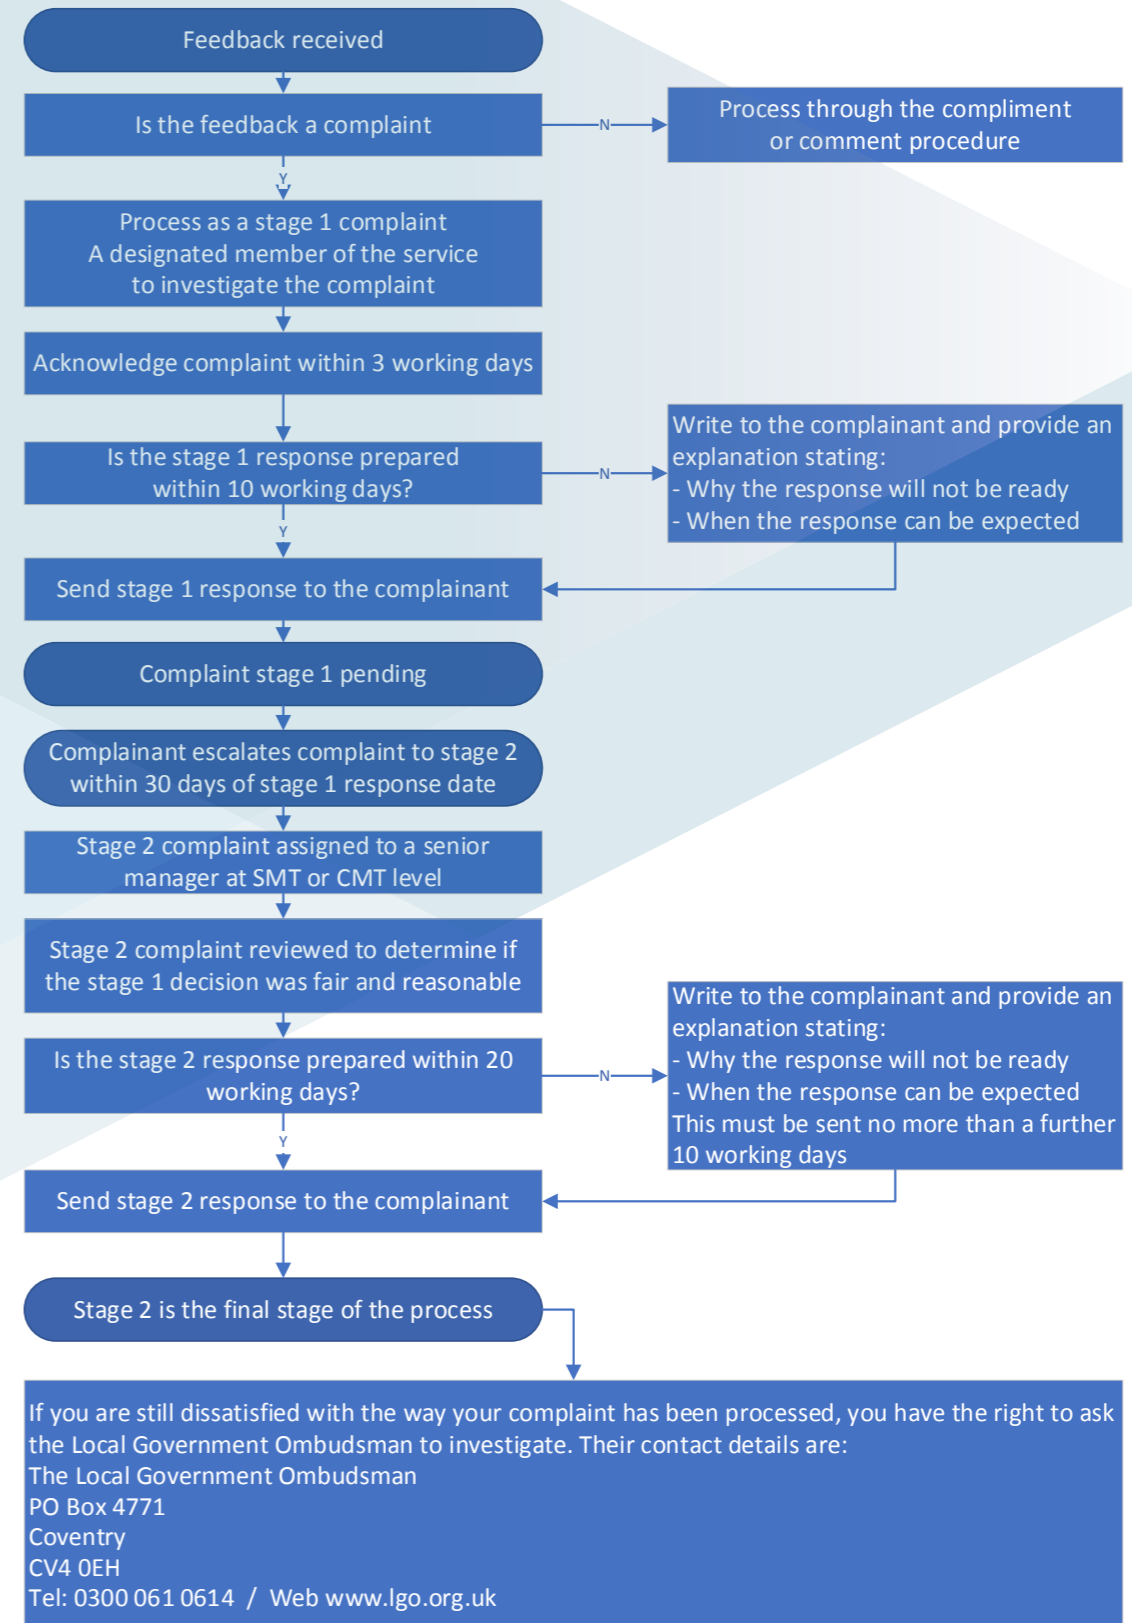 Feedback received
Is the feedback a complaint
N
Process through the compliment
or comment procedure
Y
Process as a stage 1 complaint
A designated member of the service
to investigate the complaint
Acknowledge complaint within 3 working days
Is the stage 1 response prepared
within 10 working days?
N
Write to the complainant and provide an
explanation stating:
- Why the response will not be ready
- When the response can be expected
Y
Send stage 1 response to the complainant
Complaint stage 1 pending
Complainant escalates complaint to stage 2
within 30 days of stage 1 response date
Stage 2 complaint assigned to a senior
manager at SMT or CMT level
Stage 2 complaint reviewed to determine if
the stage 1 decision was fair and reasonable
Is the stage 2 response prepared within 20
working days?
N
Write to the complainant and provide an
explanation stating:
- Why the response will not be ready
- When the response can be expected
This must be sent no more than a further
10 working days
Y
Send stage 2 response to the complainant
Stage 2 is the final stage of the process
If you are still dissatisfied with the way your complaint has been processed, you have the right to ask
the Local Government Ombudsman to investigate. Their contact details are:
The Local Government Ombudsman
PO Box 4771
Coventry
CV4 0EH
Tel: 0300 061 0614 / Web www.lgo.org.uk